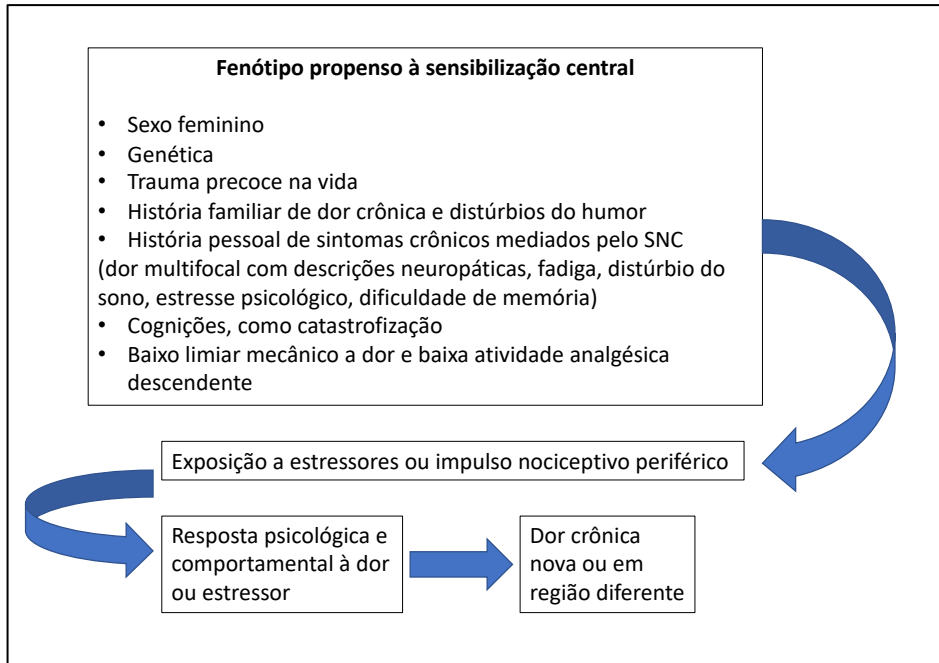 Fenótipo propenso à sensibilização central
• Sexo feminino
• Genética
• Trauma precoce na vida
• História familiar de dor crônica e distúrbios do humor
• História pessoal de sintomas crônicos mediados pelo SNC
(dor multifocal com descrições neuropáticas, fadiga, distúrbio do
sono, estresse psicológico, dificuldade de memória)
• Cognições, como catastrofização
• Baixo limiar mecânico a dor e baixa atividade analgésica
descendente
Exposição a estressores ou impulso nociceptivo periférico
Resposta psicológica e
comportamental à dor
ou estressor
Dor crônica
nova ou em
região diferente